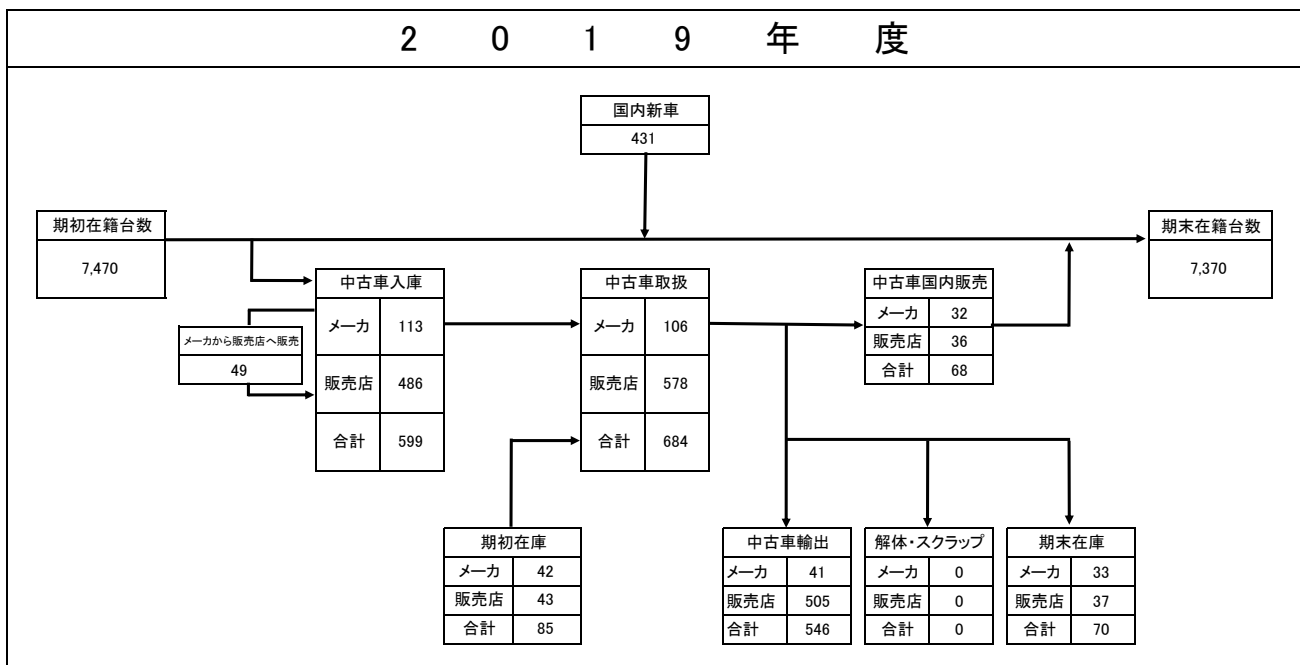 2019年度
国内新車
431
期初在籍台数
7,470
期末在籍台数
7,370
中古車入庫
メーカ 113
販売店 486
合計 599
メーカから販売店へ販売
49
中古車取扱
メーカ 106
販売店 578
合計 684
中古車国内販売
メーカ 32
販売店 36
合計 68
期初在庫
メーカ 42
販売店 43
合計 85
中古車輸出
メーカ 41
販売店 505
合計 546
解体・スクラップ
メーカ 0
販売店 0
合計 0
期末在庫
メーカ 33
販売店 37
合計 70